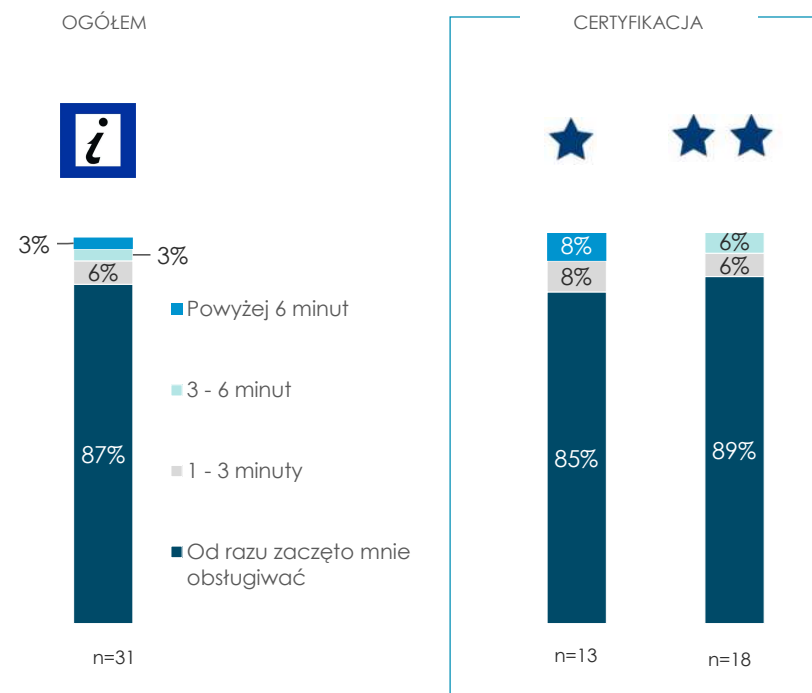 OGÓŁEM
i
3%
3%
6%
87%
Powyżej 6 minut
3 - 6 minut
1 - 3 minuty
Od razu zaczęto mnie
obsługiwać
n=31
CERTYFIKACJA
8%
8%
85%
n=13
6%
6%
89%
n=18